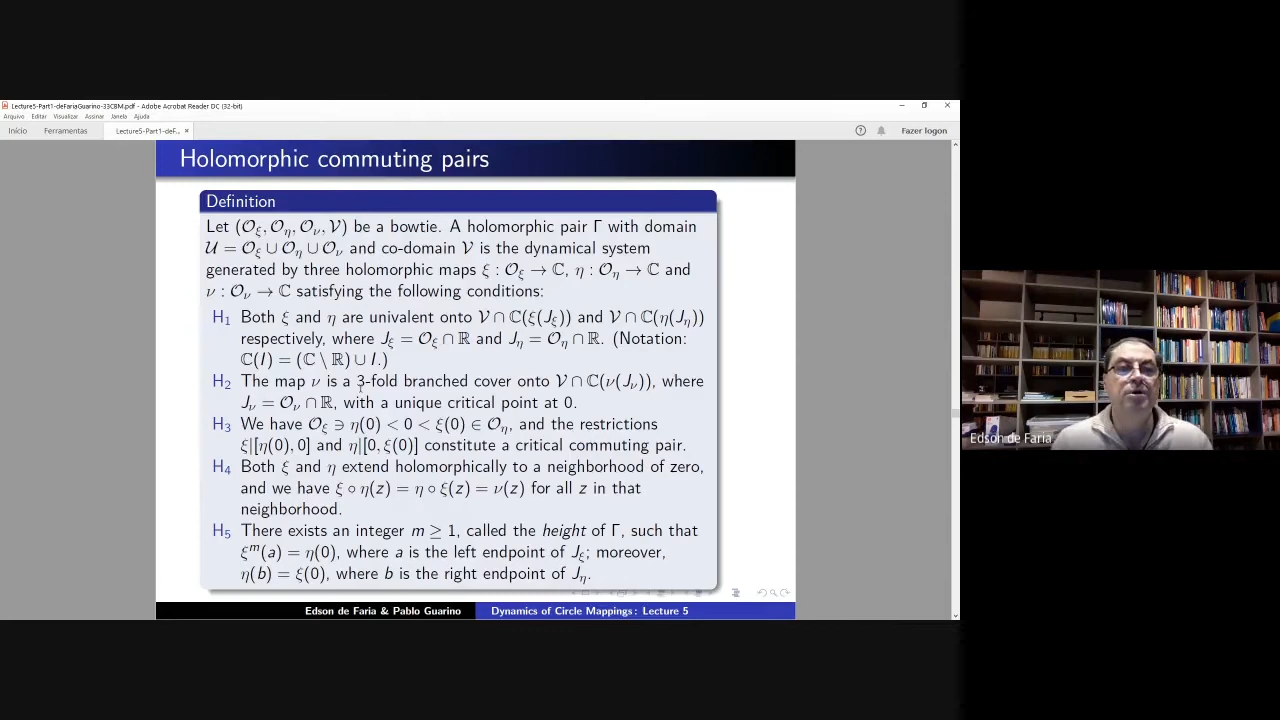 Lecture5-Part1-deFariaGuarino-33CBM.pdf - Adobe Acrobat Reader DC (32-bit)
Arquivo Editar Visualizar Assinar Janela Ajuda
Início Ferramentas Lecture5-Part1-deF... × Fazer logon
Holomorphic commuting pairs
Definition
Let (𝒪_ξ, 𝒪_η, 𝒪_ν, 𝒱) be a bowtie. A holomorphic pair Γ with domain
𝒰 = 𝒪_ξ ∪ 𝒪_η ∪ 𝒪_ν and co-domain 𝒱 is the dynamical system
generated by three holomorphic maps ξ : 𝒪_ξ → ℂ, η : 𝒪_η → ℂ and
ν : 𝒪_ν → ℂ satisfying the following conditions:
H₁ Both ξ and η are univalent onto 𝒱 ∩ ℂ(ξ(J_ξ)) and 𝒱 ∩ ℂ(η(J_η))
respectively, where J_ξ = 𝒪_ξ ∩ ℝ and J_η = 𝒪_η ∩ ℝ. (Notation:
ℂ(I) = (ℂ \ ℝ) ∪ I.)
H₂ The map ν is a 3-fold branched cover onto 𝒱 ∩ ℂ(ν(J_ν)), where
J_ν = 𝒪_ν ∩ ℝ, with a unique critical point at 0.
H₃ We have 𝒪_ξ ∋ η(0) < 0 < ξ(0) ∈ 𝒪_η, and the restrictions
ξ|[η(0), 0] and η|[0, ξ(0)] constitute a critical commuting pair.
H₄ Both ξ and η extend holomorphically to a neighborhood of zero,
and we have ξ ∘ η(z) = η ∘ ξ(z) = ν(z) for all z in that
neighborhood.
H₅ There exists an integer m ≥ 1, called the height of Γ, such that
ξᵐ(a) = η(0), where a is the left endpoint of J_ξ; moreover,
η(b) = ξ(0), where b is the right endpoint of J_η.
Edson de Faria & Pablo Guarino Dynamics of Circle Mappings: Lecture 5
Edson de Faria